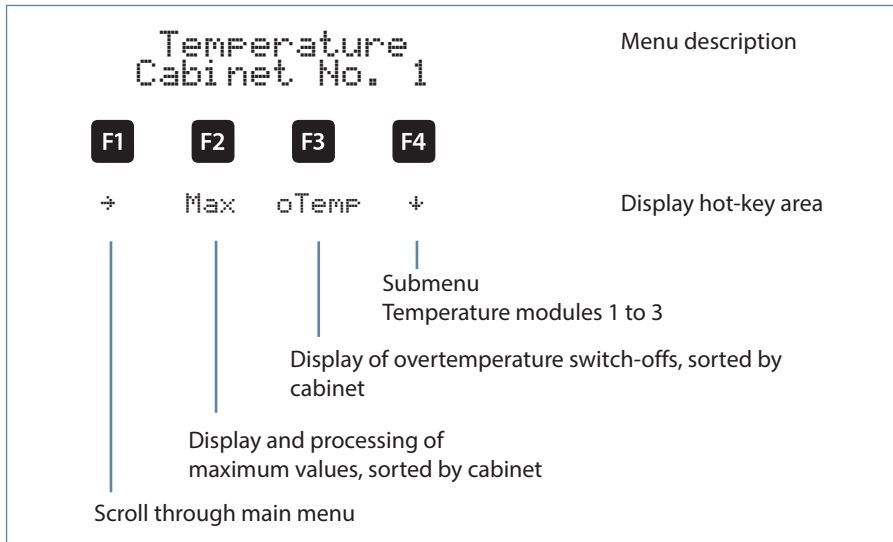 Temperature
Menu description
Cabinet No. 1
F1 F2 F3 F4
→ Max oTemp ↓
Display hot-key area
Submenu
Temperature modules 1 to 3
Display of overtemperature switch-offs, sorted by
cabinet
Display and processing of
maximum values, sorted by cabinet
Scroll through main menu